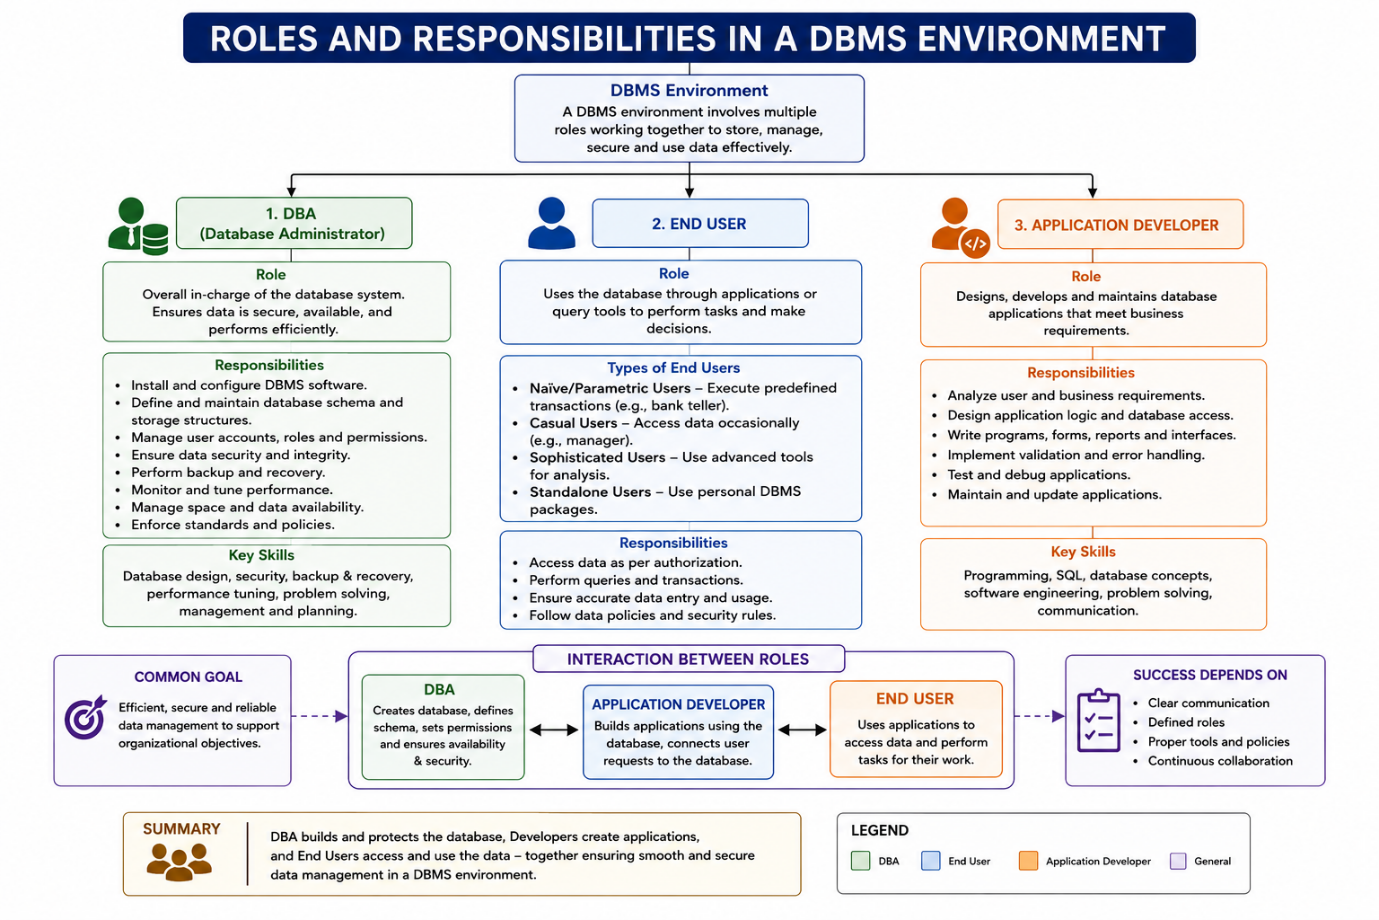 ROLES AND RESPONSIBILITIES IN A DBMS ENVIRONMENT
DBMS Environment
A DBMS environment involves multiple
roles working together to store, manage,
secure and use data effectively.
1. DBA
(Database Administrator)
Role
Overall in-charge of the database system.
Ensures data is secure, available, and
performs efficiently.
Responsibilities
• Install and configure DBMS software.
• Define and maintain database schema and
storage structures.
• Manage user accounts, roles and permissions.
• Ensure data security and integrity.
• Perform backup and recovery.
• Monitor and tune performance.
• Manage space and data availability.
• Enforce standards and policies.
Key Skills
Database design, security, backup & recovery,
performance tuning, problem solving,
management and planning.
2. END USER
Role
Uses the database through applications or
query tools to perform tasks and make
decisions.
Types of End Users
• Naïve/Parametric Users – Execute predefined
transactions (e.g., bank teller).
• Casual Users – Access data occasionally
(e.g., manager).
• Sophisticated Users – Use advanced tools
for analysis.
• Standalone Users – Use personal DBMS
packages.
Responsibilities
• Access data as per authorization.
• Perform queries and transactions.
• Ensure accurate data entry and usage.
• Follow data policies and security rules.
</>
3. APPLICATION DEVELOPER
Role
Designs, develops and maintains database
applications that meet business
requirements.
Responsibilities
• Analyze user and business requirements.
• Design application logic and database access.
• Write programs, forms, reports and interfaces.
• Implement validation and error handling.
• Test and debug applications.
• Maintain and update applications.
Key Skills
Programming, SQL, database concepts,
software engineering, problem solving,
communication.
COMMON GOAL
Efficient, secure and reliable
data management to support
organizational objectives.
INTERACTION BETWEEN ROLES
DBA
Creates database, defines
schema, sets permissions
and ensures availability
& security.
APPLICATION DEVELOPER
Builds applications using the
database, connects user
requests to the database.
END USER
Uses applications to
access data and perform
tasks for their work.
SUCCESS DEPENDS ON
• Clear communication
• Defined roles
• Proper tools and policies
• Continuous collaboration
SUMMARY
DBA builds and protects the database, Developers create applications,
and End Users access and use the data – together ensuring smooth and secure
data management in a DBMS environment.
LEGEND
DBA
End User
Application Developer
General